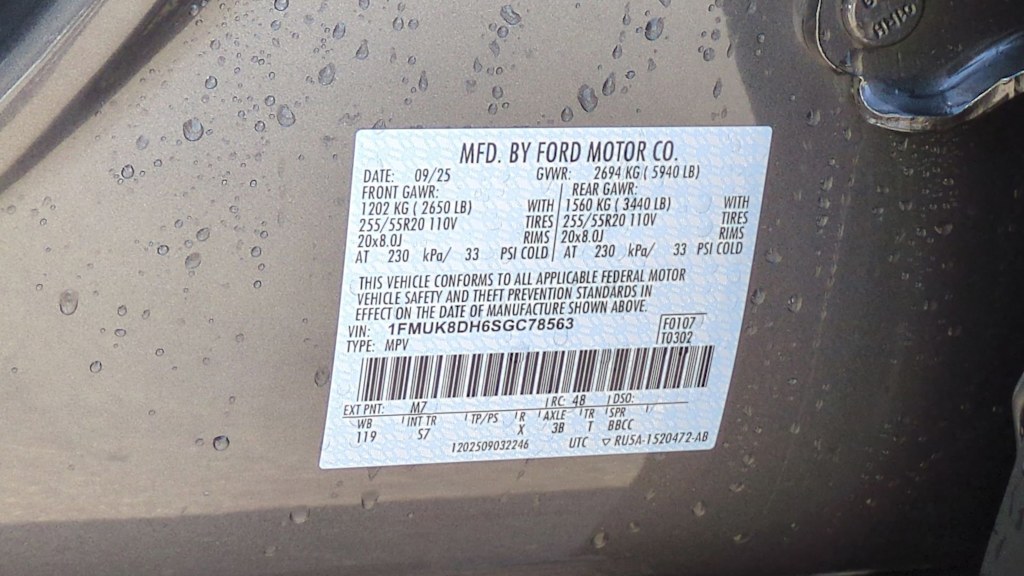 MFD. BY FORD MOTOR CO.
DATE: 09/25 GVWR: 2694 KG ( 5940 LB)
FRONT GAWR: REAR GAWR:
1202 KG ( 2650 LB) WITH 1560 KG ( 3440 LB) WITH
255/55R20 110V TIRES 255/55R20 110V TIRES
20x8.0J RIMS 20x8.0J RIMS
AT 230 kPa/ 33 PSI COLD AT 230 kPa/ 33 PSI COLD
THIS VEHICLE CONFORMS TO ALL APPLICABLE FEDERAL MOTOR
VEHICLE SAFETY AND THEFT PREVENTION STANDARDS IN
EFFECT ON THE DATE OF MANUFACTURE SHOWN ABOVE.
VIN: 1FMUK8DH6SGC78563 F0107
TYPE: MPV T0302
EXT PNT: M7 RC: 48 DSO:
WB INT TR TP/PS R AXLE TR SPR
119 S7 X 3B T BBCC
1202509032246 UTC ▽ RU5A-1520472-AB